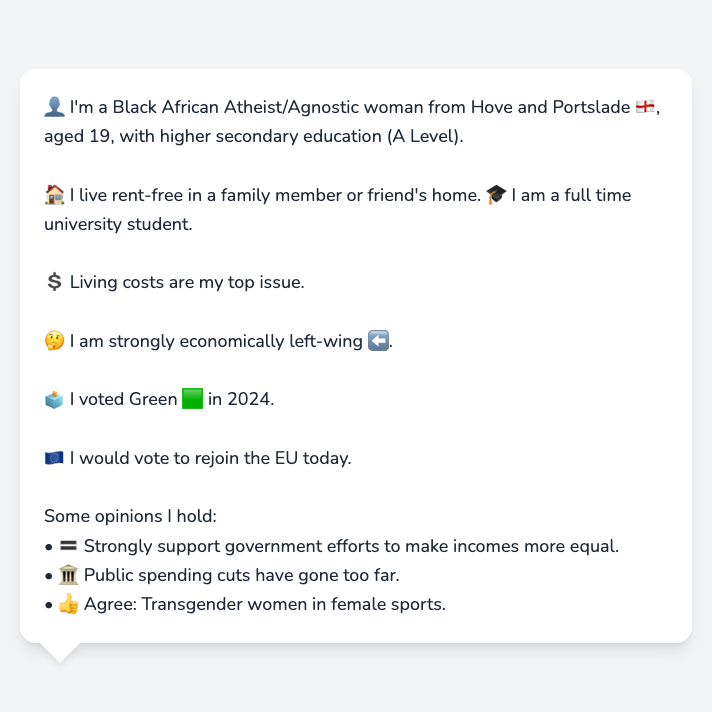 👤 I'm a Black African Atheist/Agnostic woman from Hove and Portslade 🏴󠁧󠁢󠁥󠁮󠁧󠁿,
aged 19, with higher secondary education (A Level).
🏠 I live rent-free in a family member or friend's home. 🎓 I am a full time
university student.
💲 Living costs are my top issue.
🤔 I am strongly economically left-wing ⬅️.
🗳️ I voted Green 🟩 in 2024.
🇪🇺 I would vote to rejoin the EU today.
Some opinions I hold:
• 🟰 Strongly support government efforts to make incomes more equal.
• 🏛️ Public spending cuts have gone too far.
• 👍 Agree: Transgender women in female sports.